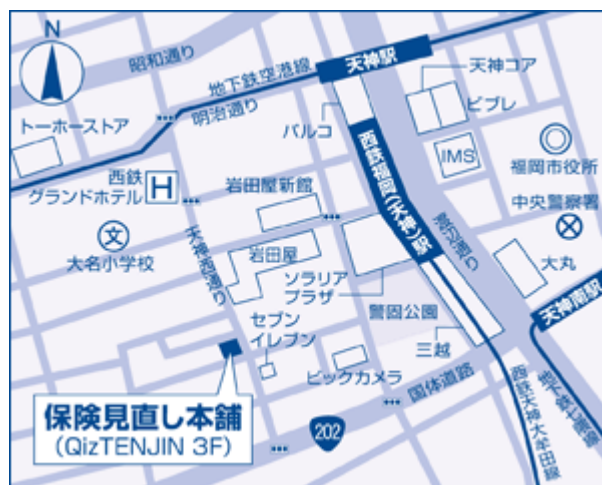 N
昭和通り
地下鉄空港線
明治通り
天神駅
天神コア
ビブレ
トーホーストア
パルコ
西鉄福岡(天神)駅
IMS
福岡市役所
西鉄
グランドホテル
H
岩田屋新館
渡辺通り
中央警察署
文
大名小学校
天神西通り
岩田屋
ソラリア
プラザ
大丸
天神南駅
警固公園
セブン
イレブン
三越
ビックカメラ
国体道路
西鉄天神大牟田線
地下鉄七隈線
保険見直し本舗
(QizTENJIN 3F)
202